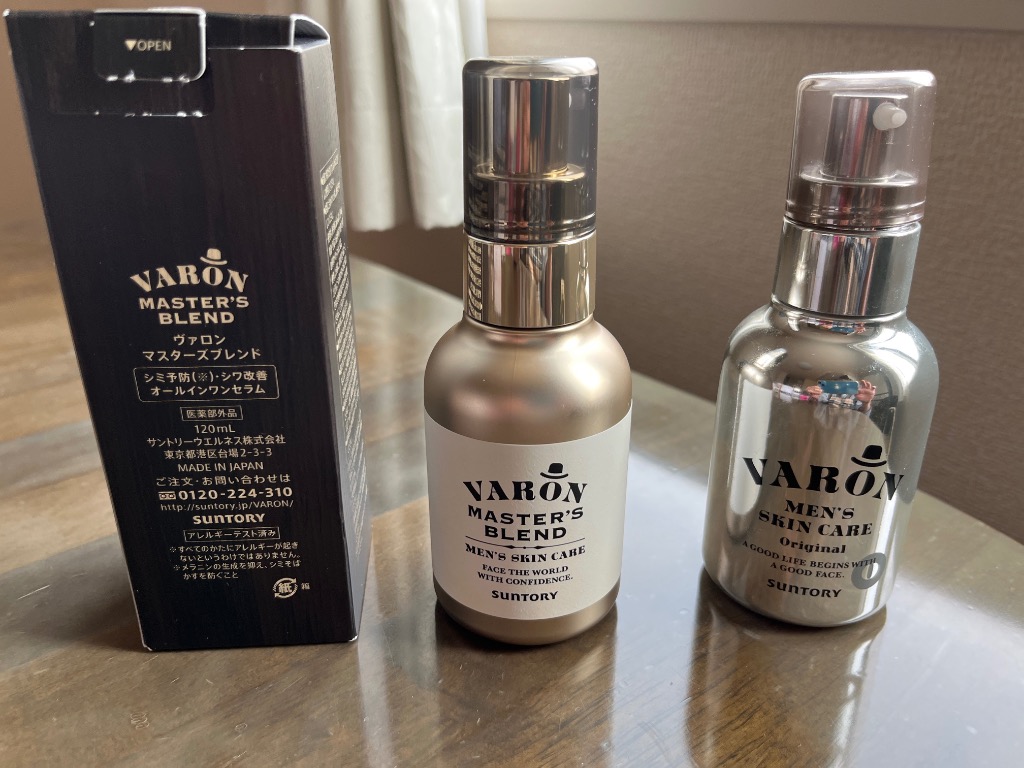 ▼OPEN
VARON
MASTER'S
BLEND
ヴァロン
マスターズブレンド
シミ予防(※)・シワ改善
オールインワンセラム
医薬部外品
120mL
サントリーウエルネス株式会社
東京都港区台場2-3-3
MADE IN JAPAN
ご注文・お問い合わせは
0120-224-310
http://suntory.jp/VARON/
SUNTORY
アレルギーテスト済み
※すべてのかたにアレルギーが起き
ないというわけではありません。
※メラニンの生成を抑え、シミそば
かすを防ぐこと
紙 箱
VARON
MASTER'S
BLEND
MEN'S SKIN CARE
FACE THE WORLD
WITH CONFIDENCE.
SUNTORY
VARON
MEN'S
SKIN CARE
Original
A GOOD LIFE BEGINS WITH
A GOOD FACE.
SUNTORY